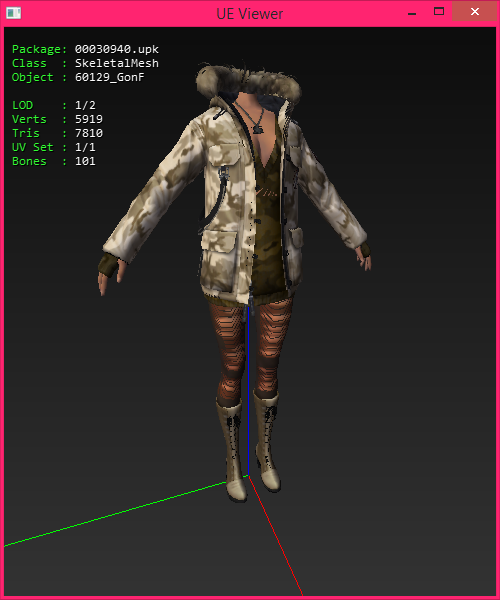 UE Viewer
Package: 00030940.upk
Class : SkeletalMesh
Object : 60129_GonF
LOD : 1/2
Verts : 5919
Tris : 7810
UV Set : 1/1
Bones : 101